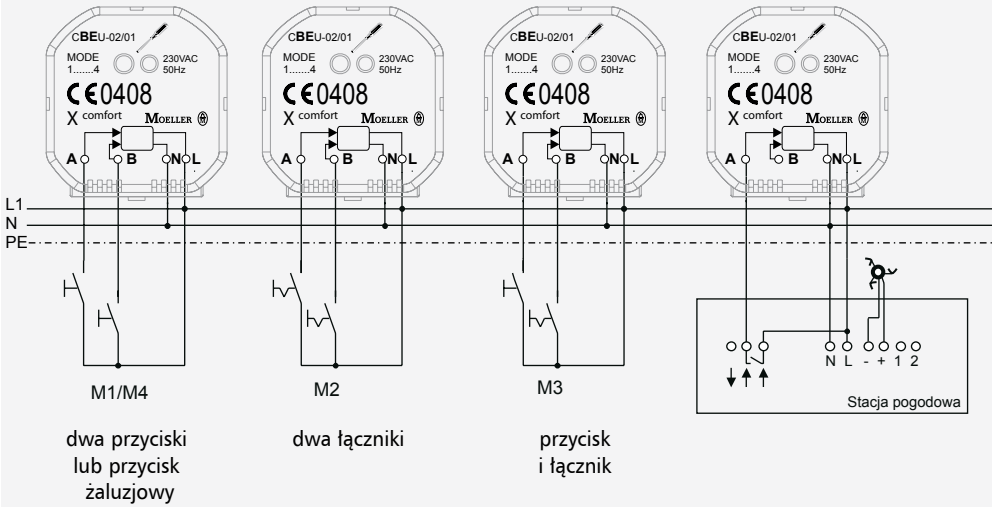 CBEU-02/01
MODE
1.......4
230VAC
50Hz
CE0408
X comfort MOELLER
A B N L
CBEU-02/01
MODE
1.......4
230VAC
50Hz
CE0408
X comfort MOELLER
A B N L
CBEU-02/01
MODE
1.......4
230VAC
50Hz
CE0408
X comfort MOELLER
A B N L
CBEU-02/01
MODE
1.......4
230VAC
50Hz
CE0408
X comfort MOELLER
A B N L
L1
N
PE
M1/M4
dwa przyciski
lub przycisk
żaluzjowy
M2
dwa łączniki
M3
przycisk
i łącznik
N L - + 1 2
Stacja pogodowa